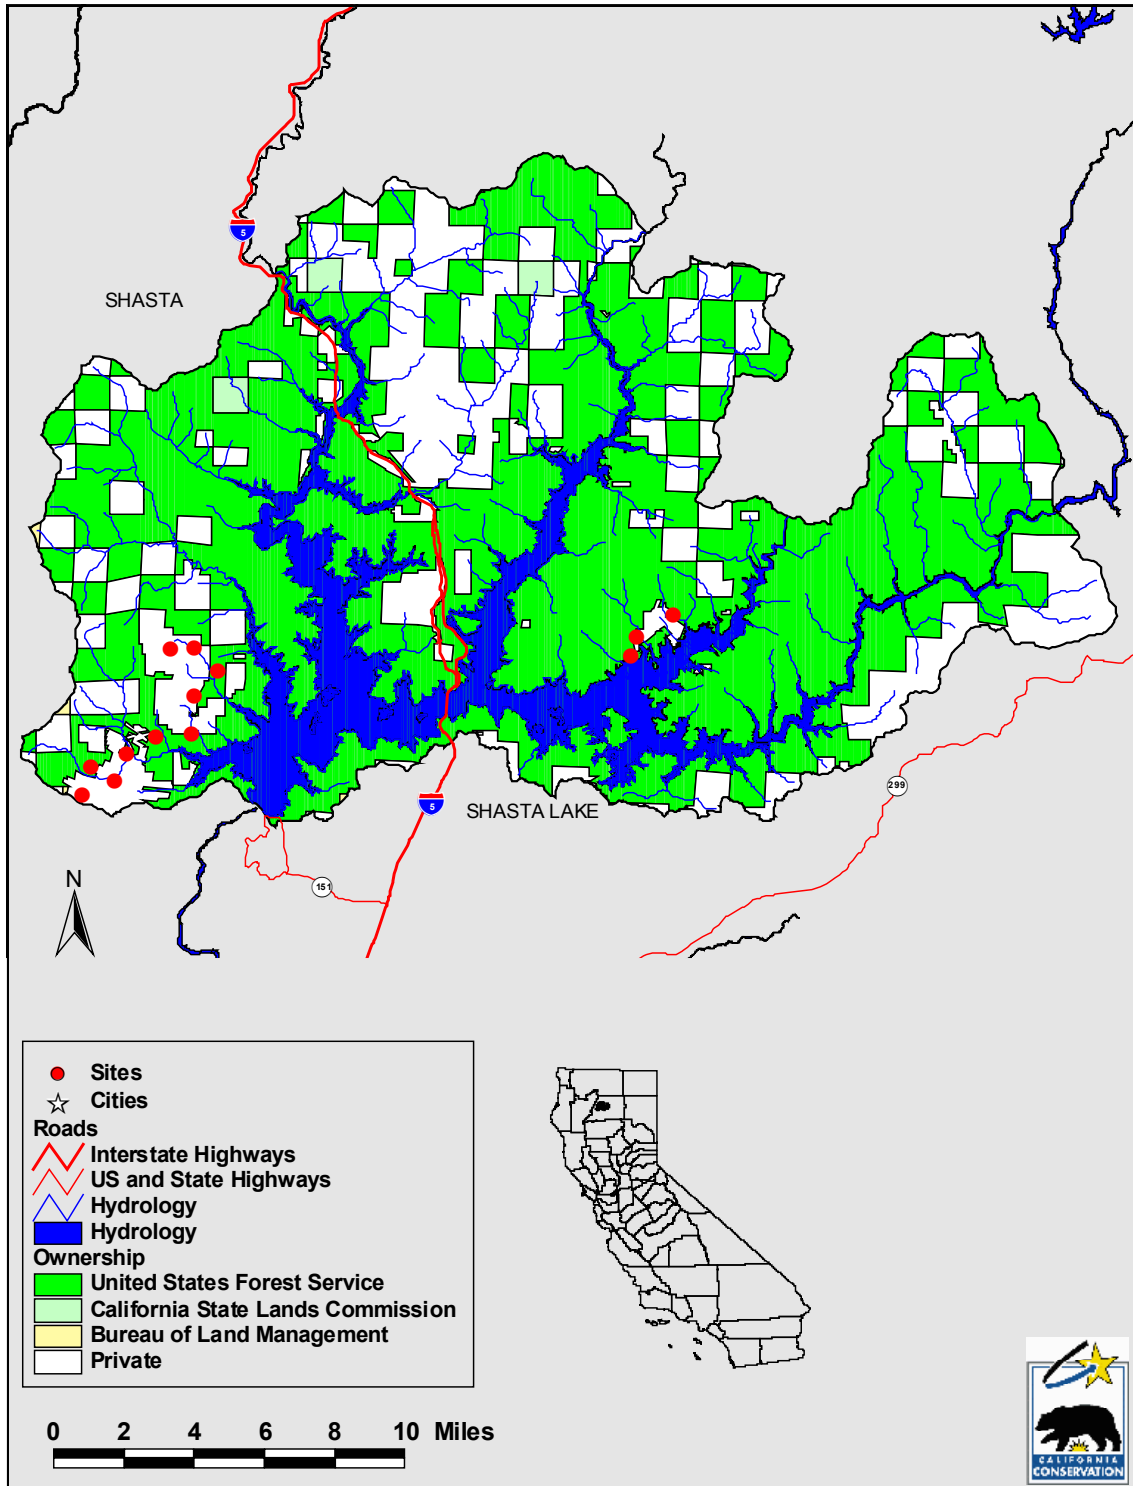 5
SHASTA
299
5
SHASTA LAKE
151
N
Sites
Cities
Roads
Interstate Highways
US and State Highways
Hydrology
Hydrology
Ownership
United States Forest Service
California State Lands Commission
Bureau of Land Management
Private
0 2 4 6 8 10 Miles
CALIFORNIA
CONSERVATION